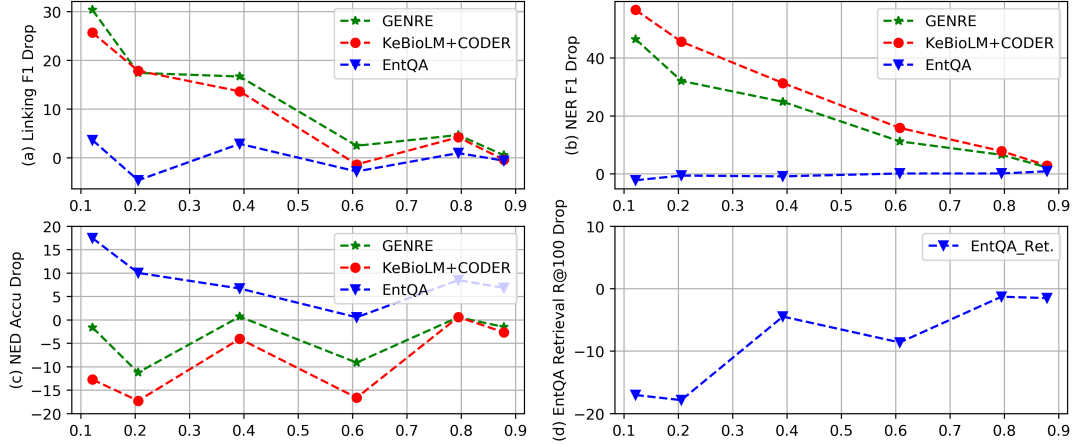 (a) Linking F1 Drop
30
20
10
0
GENRE
KeBioLM+CODER
EntQA
0.1 0.2 0.3 0.4 0.5 0.6 0.7 0.8 0.9
(b) NER F1 Drop
40
20
0
GENRE
KeBioLM+CODER
EntQA
0.1 0.2 0.3 0.4 0.5 0.6 0.7 0.8 0.9
(c) NED Accu Drop
20
15
10
5
0
−5
−10
−15
−20
GENRE
KeBioLM+CODER
EntQA
0.1 0.2 0.3 0.4 0.5 0.6 0.7 0.8 0.9
(d) EntQA Retrieval R@100 Drop
10
0
−10
−20
EntQA_Ret.
0.1 0.2 0.3 0.4 0.5 0.6 0.7 0.8 0.9